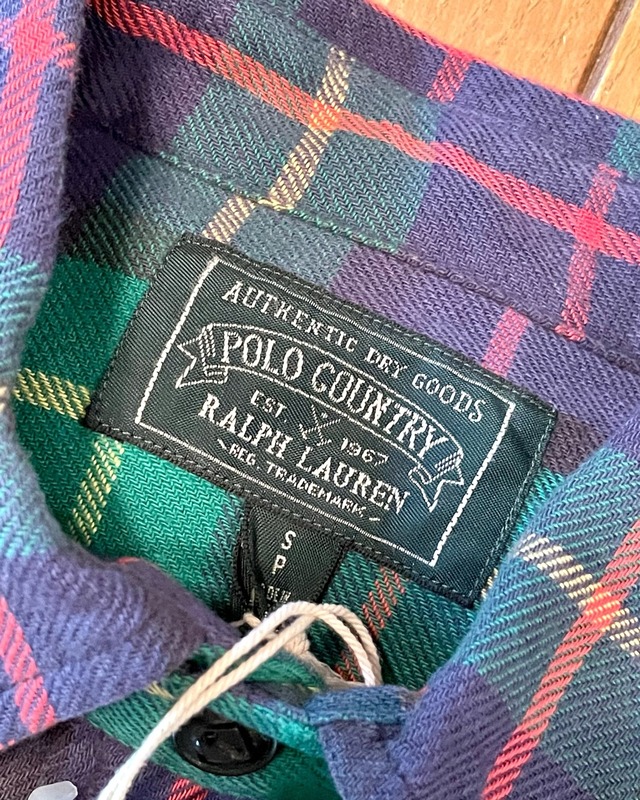 AUTHENTIC DRY GOODS
POLO COUNTRY
EST. 1967
RALPH LAUREN
REG. TRADEMARK
S
P